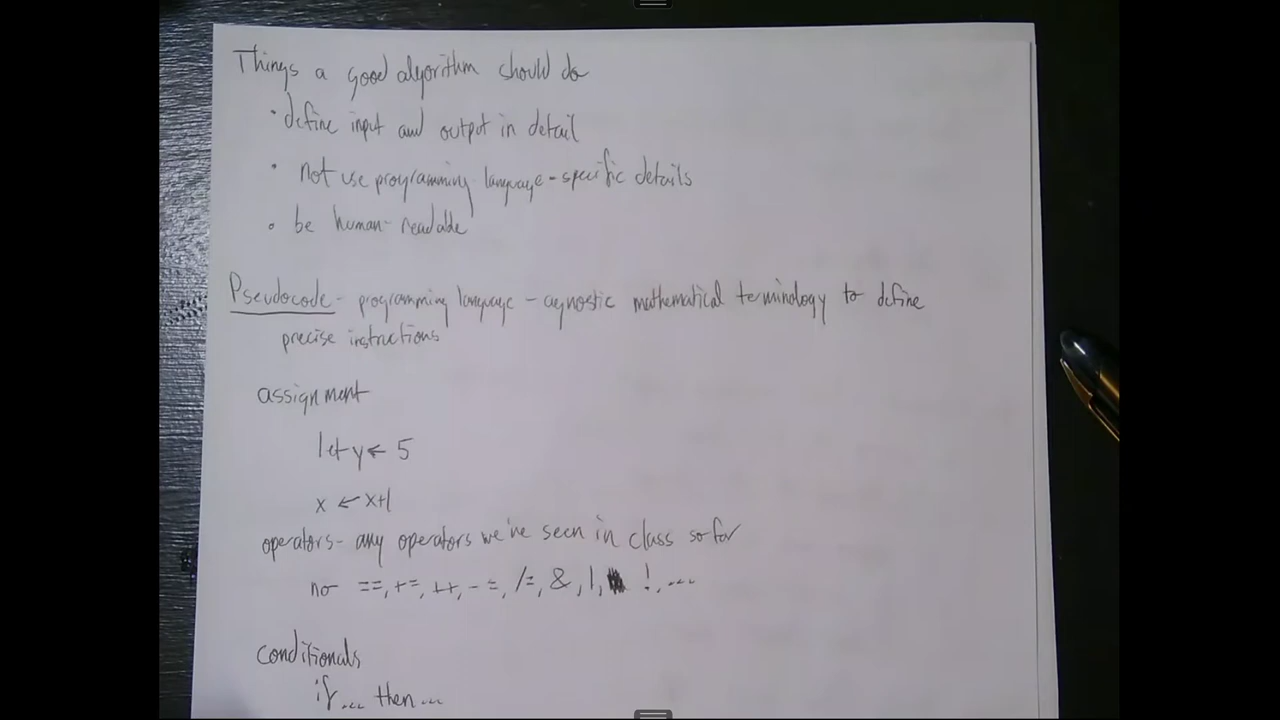 Things a good algorithm should do
• define input and output in detail
• not use programming language-specific details
• be human-readable
Pseudocode - programming language-agnostic mathematical terminology to define
precise instructions
assignment
let y ← 5
x ← x+1
operators - any operators we've seen in class so far
no ==, +=, ++, -=, /=, &, |, !, ...
conditionals
if ... then ...